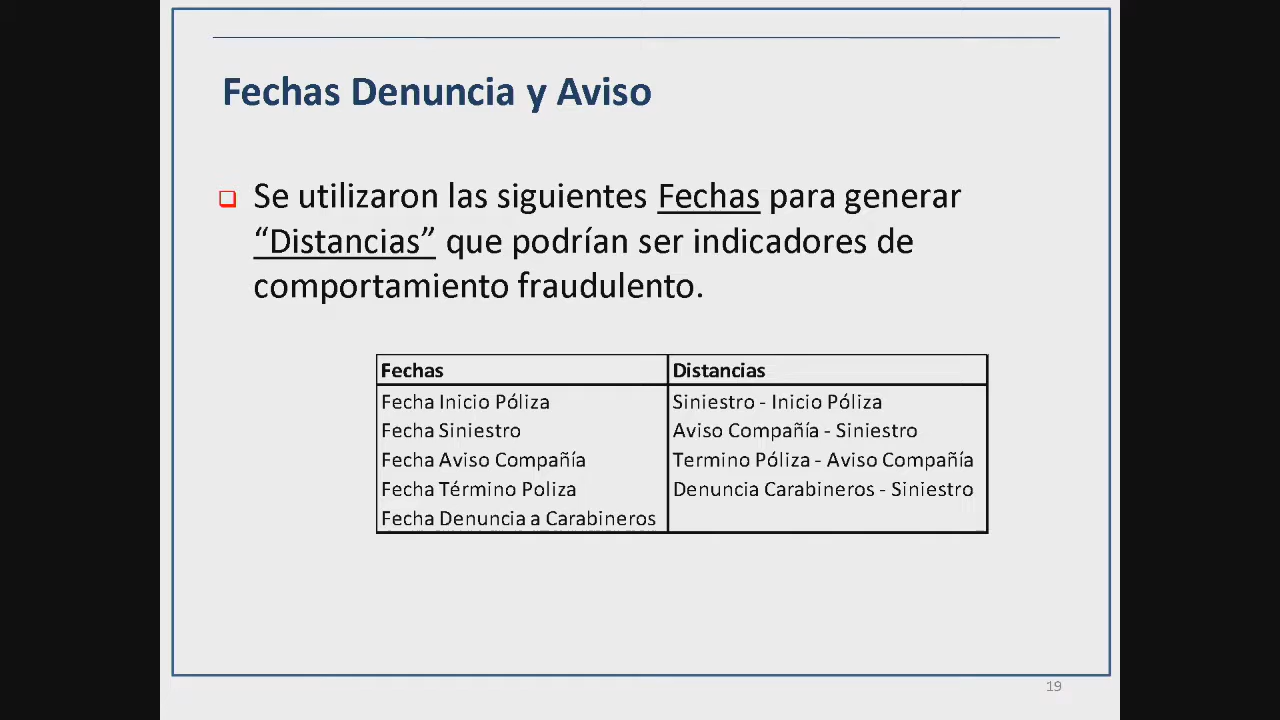 Fechas Denuncia y Aviso
Se utilizaron las siguientes Fechas para generar
“Distancias” que podrían ser indicadores de
comportamiento fraudulento.
Fechas Distancias
Fecha Inicio Póliza Siniestro - Inicio Póliza
Fecha Siniestro Aviso Compañía - Siniestro
Fecha Aviso Compañía Termino Póliza - Aviso Compañía
Fecha Término Poliza Denuncia Carabineros - Siniestro
Fecha Denuncia a Carabineros
19